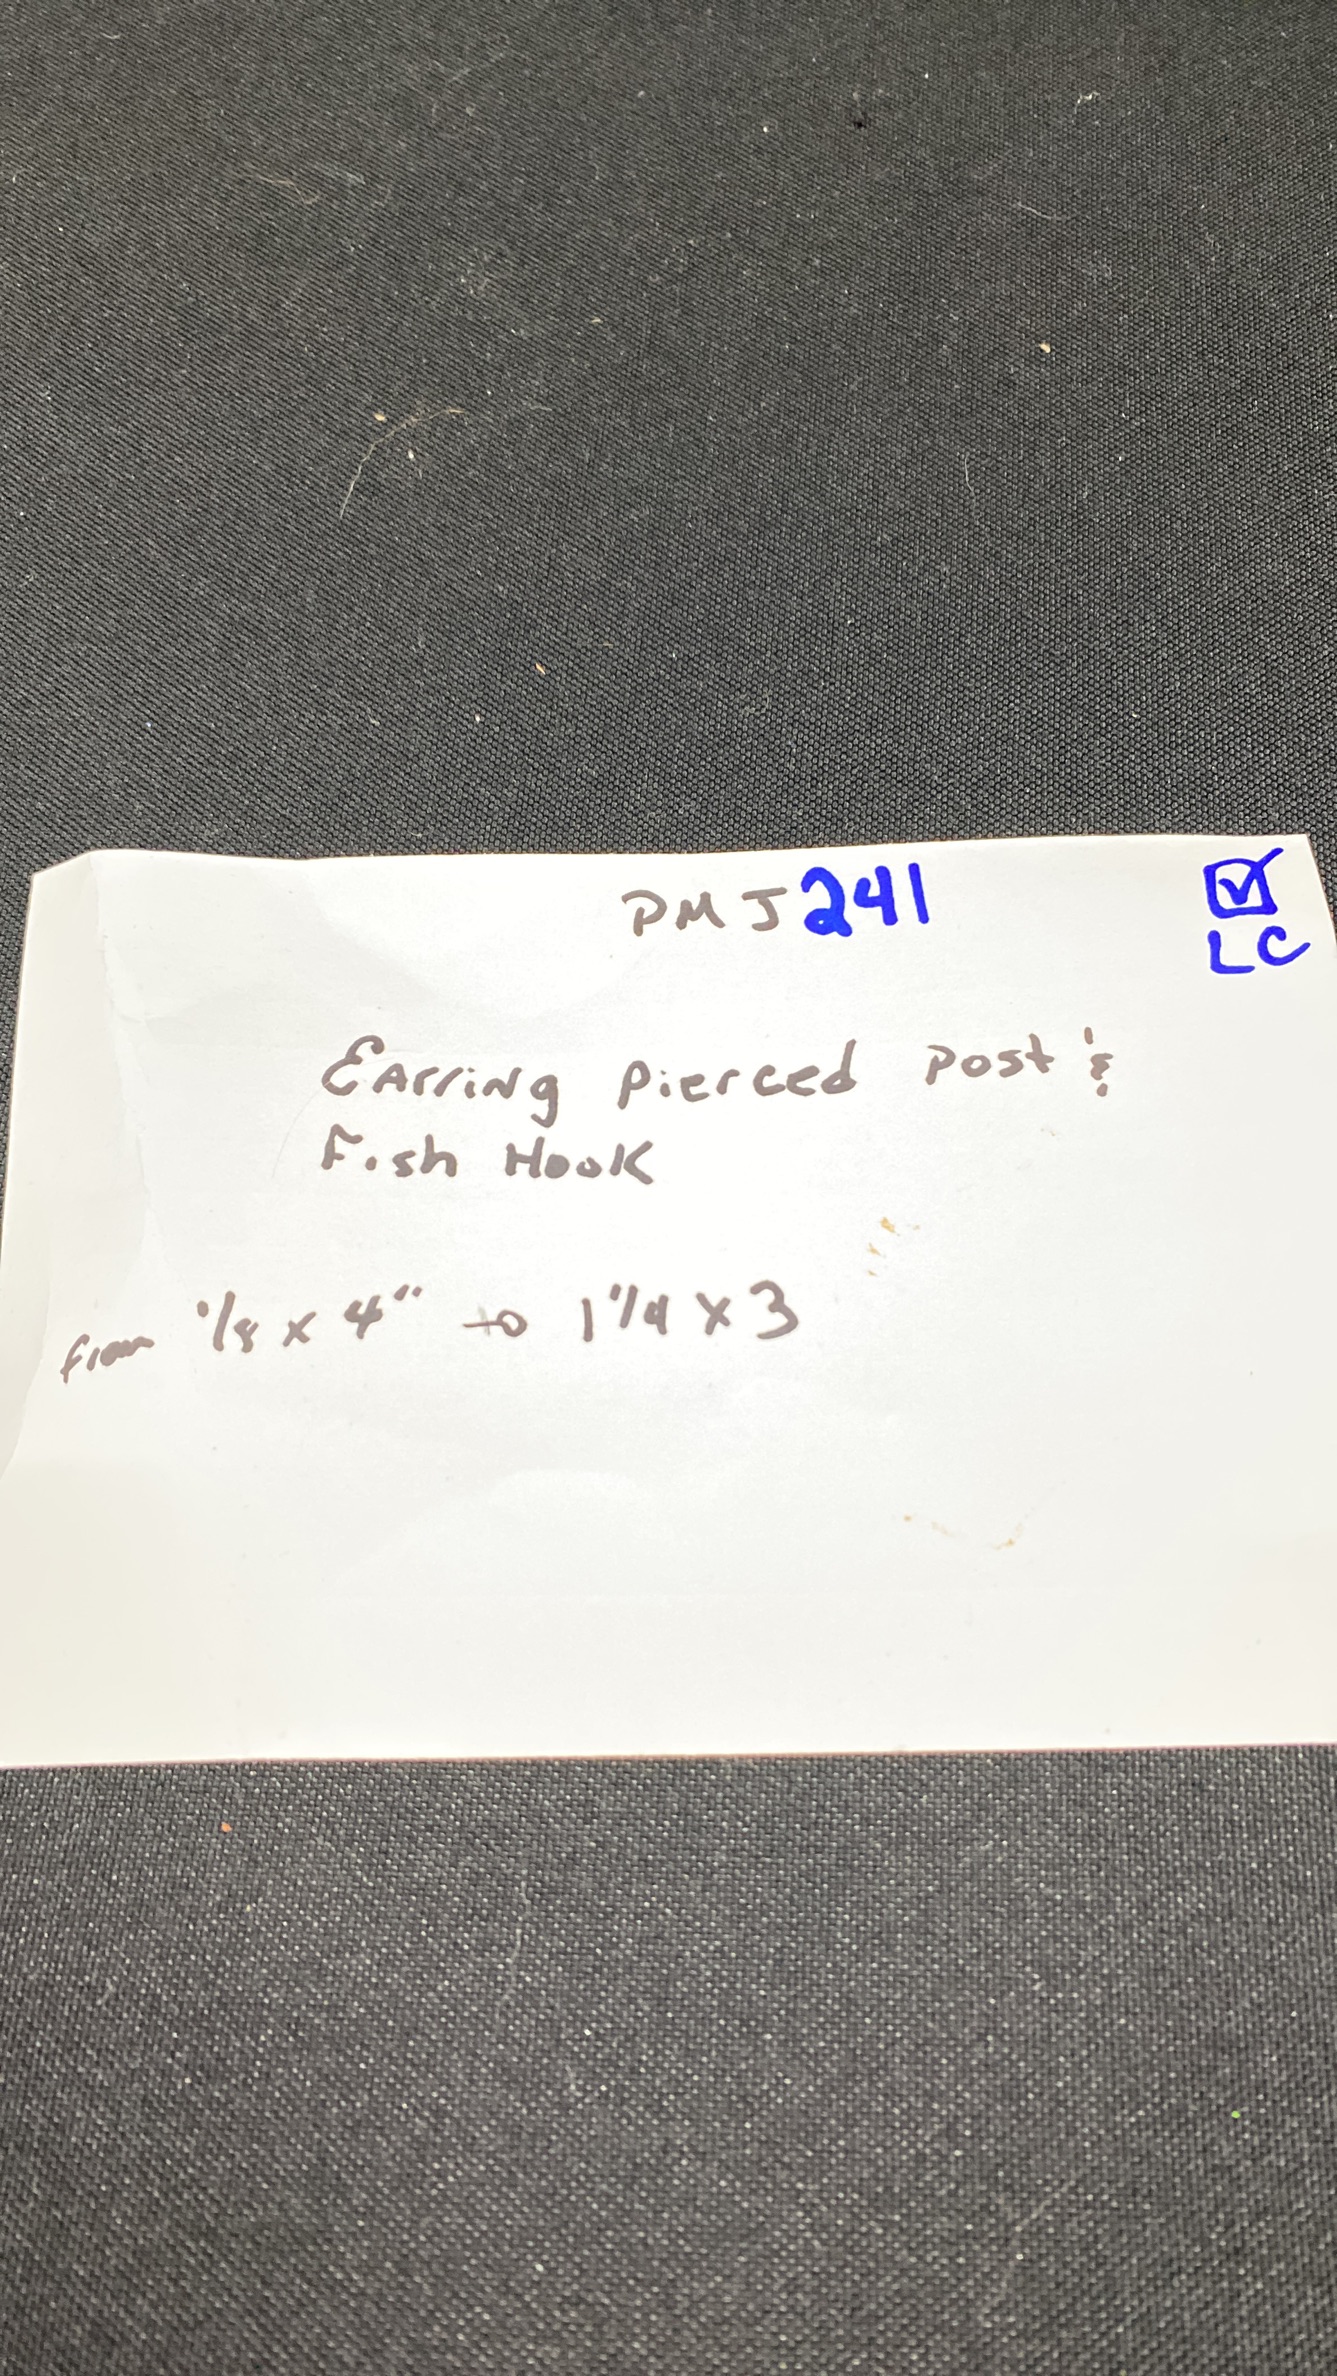 PMJ241
☑
LC
Earring Pierced Post &
Fish Hook
from 1/8 x 4" to 1 1/4 x 3